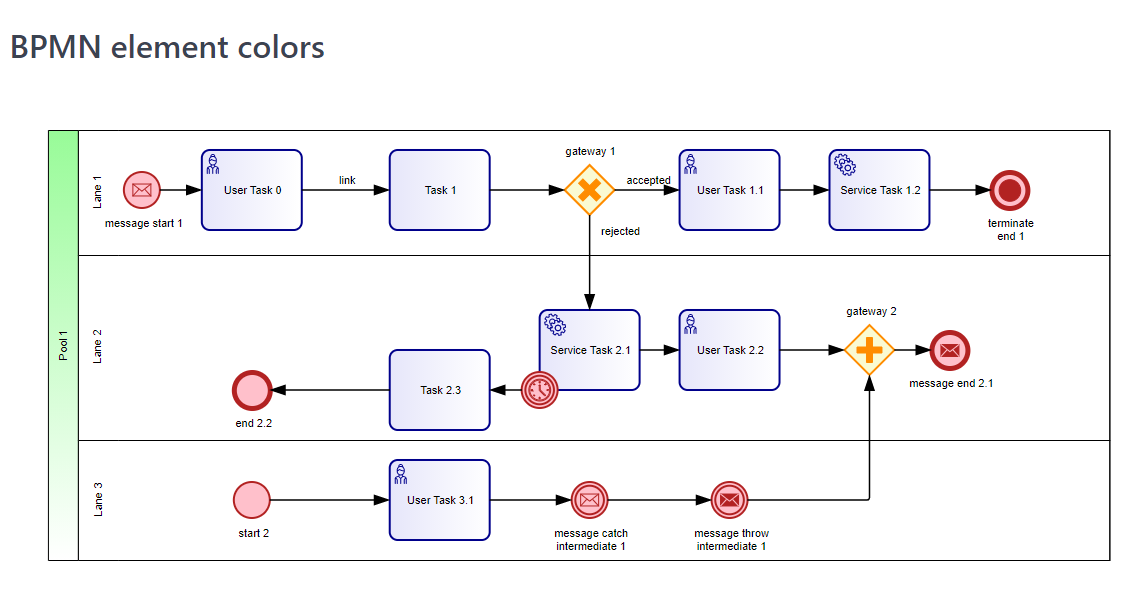 BPMN element colors
Pool 1
Lane 1
message start 1
User Task 0
link
Task 1
gateway 1
accepted
rejected
User Task 1.1
Service Task 1.2
terminate
end 1
Lane 2
Service Task 2.1
User Task 2.2
gateway 2
message end 2.1
Task 2.3
end 2.2
Lane 3
start 2
User Task 3.1
message catch
intermediate 1
message throw
intermediate 1